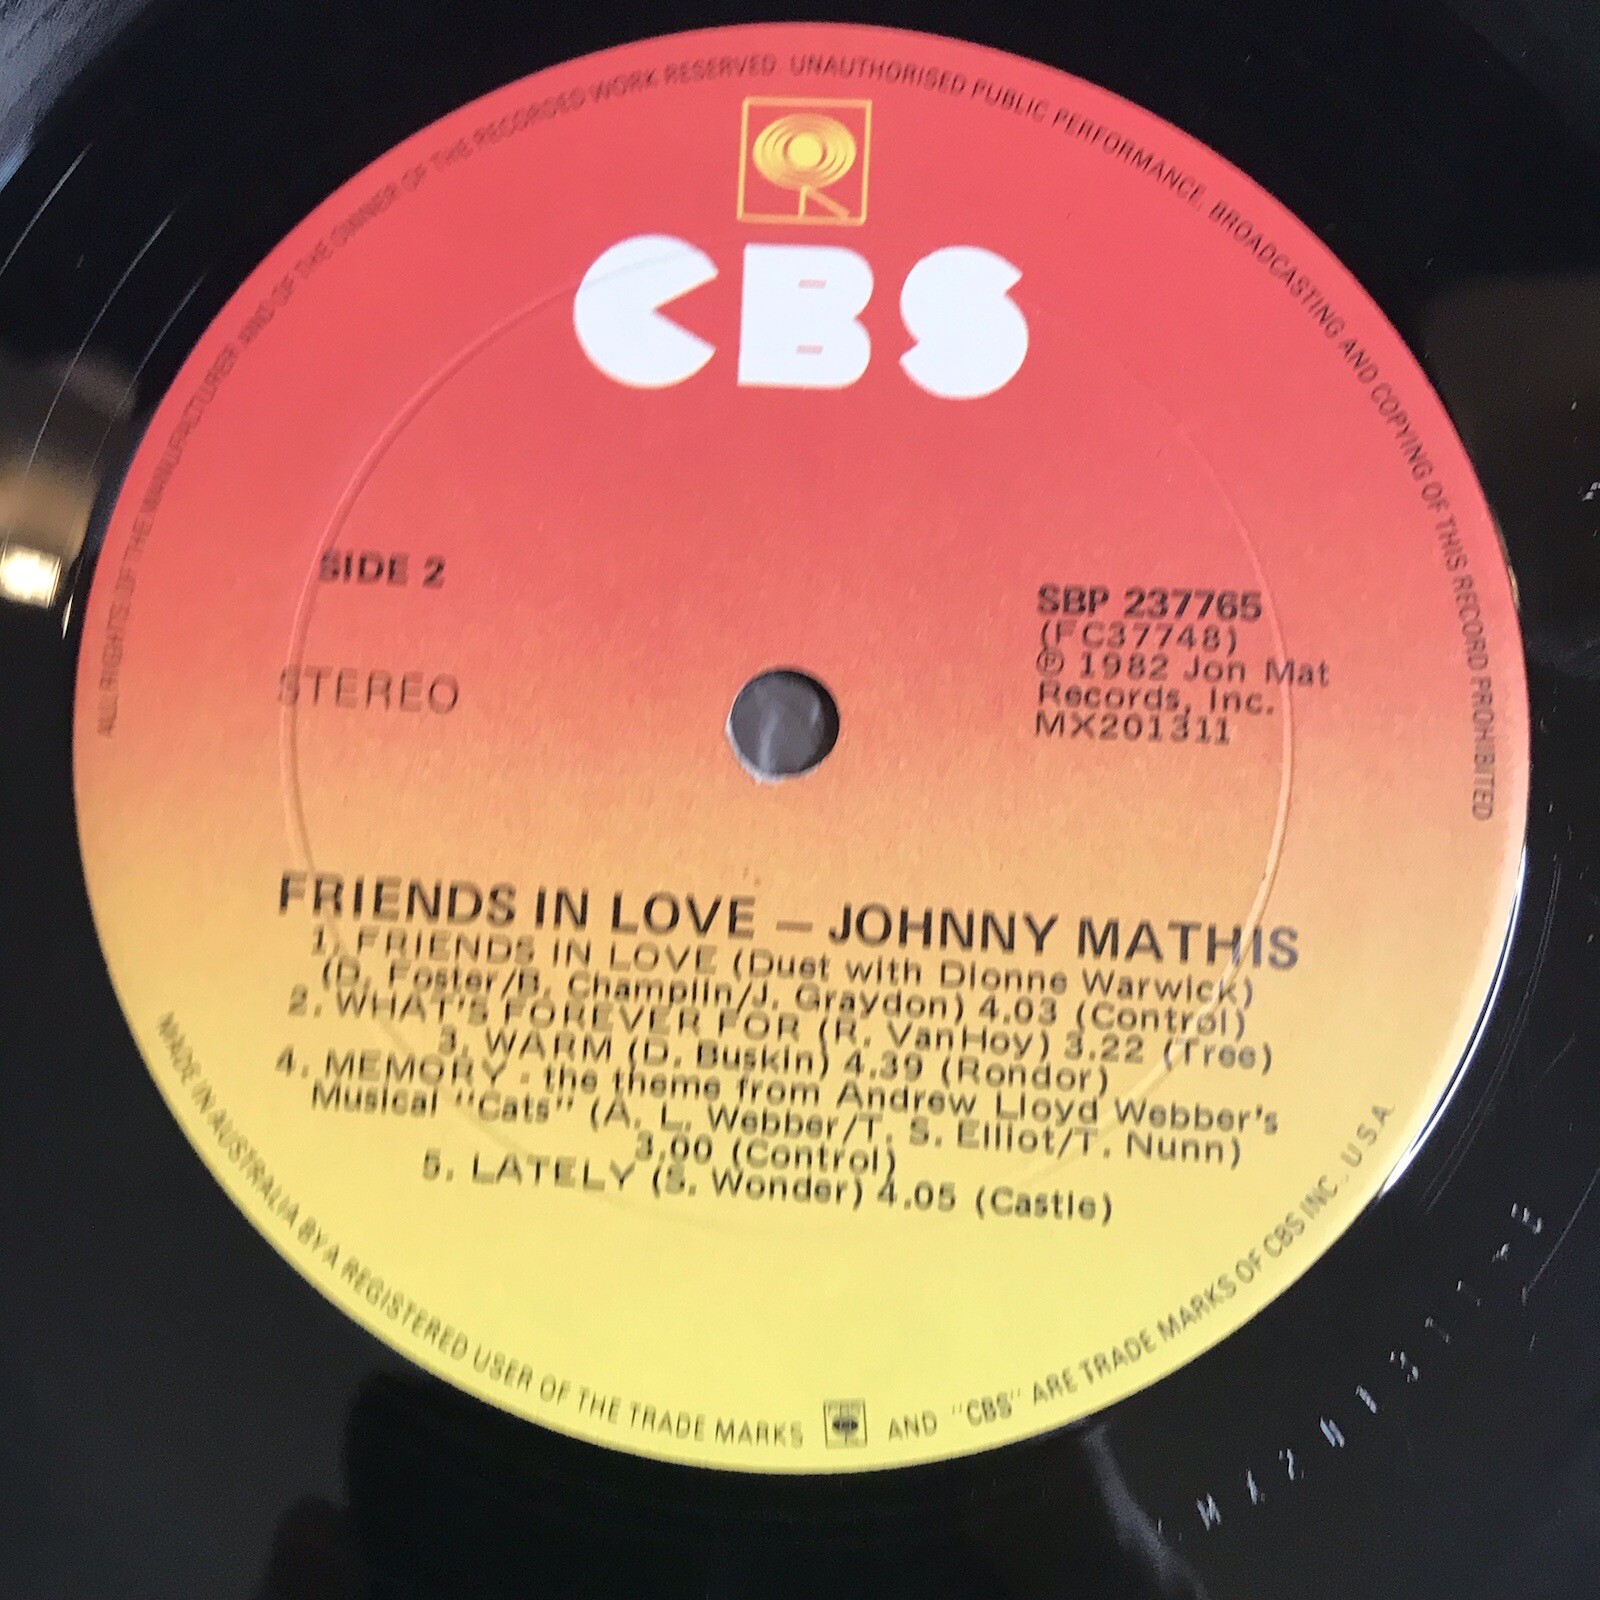 ALL RIGHTS OF THE MANUFACTURER AND OF THE OWNER OF THE RECORDED WORK RESERVED UNAUTHORISED PUBLIC PERFORMANCE, BROADCASTING AND COPYING OF THIS RECORD PROHIBITED
CBS
SIDE 2
STEREO
SBP 237765
(FC37748)
℗ 1982 Jon Mat
Records, Inc.
MX201311
FRIENDS IN LOVE – JOHNNY MATHIS
1) FRIENDS IN LOVE (Duet with Dionne Warwick)
(D. Foster/B. Champlin/J. Graydon) 4.03 (Control)
2. WHAT'S FOREVER FOR (R. VanHoy) 3.22 (Tree)
3. WARM (D. Buskin) 4.39 (Rondor)
4. MEMORY - the theme from Andrew Lloyd Webber's
Musical "Cats" (A. L. Webber/T. S. Elliot/T. Nunn)
3.00 (Control)
5. LATELY (S. Wonder) 4.05 (Castle)
MADE IN AUSTRALIA BY A REGISTERED USER OF THE TRADE MARKS AND "CBS" ARE TRADE MARKS OF CBS INC., U.S.A.